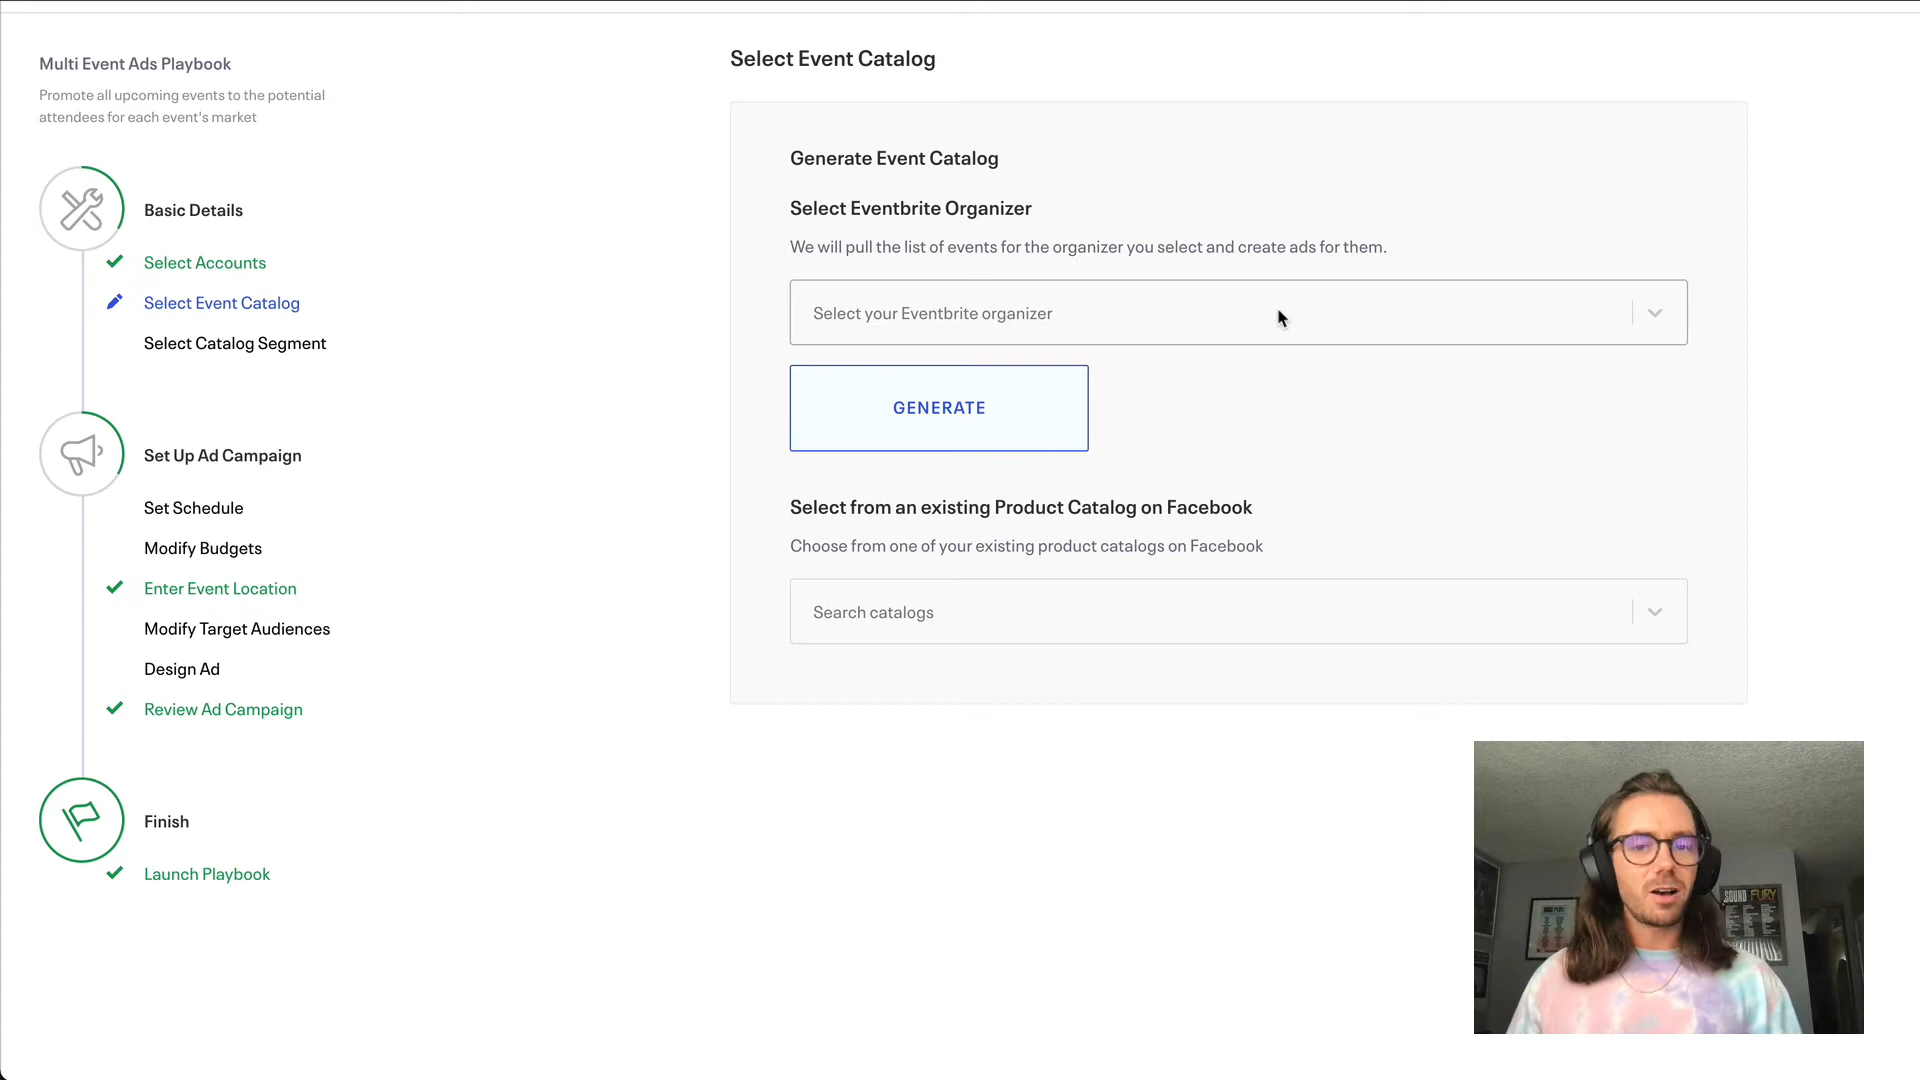 Multi Event Ads Playbook
Promote all upcoming events to the potential
attendees for each event's market
Basic Details
Select Accounts
Select Event Catalog
Select Catalog Segment
Set Up Ad Campaign
Set Schedule
Modify Budgets
Enter Event Location
Modify Target Audiences
Design Ad
Review Ad Campaign
Finish
Launch Playbook
Select Event Catalog
Generate Event Catalog
Select Eventbrite Organizer
We will pull the list of events for the organizer you select and create ads for them.
Select your Eventbrite organizer
GENERATE
Select from an existing Product Catalog on Facebook
Choose from one of your existing product catalogs on Facebook
Search catalogs
SOUND FURY